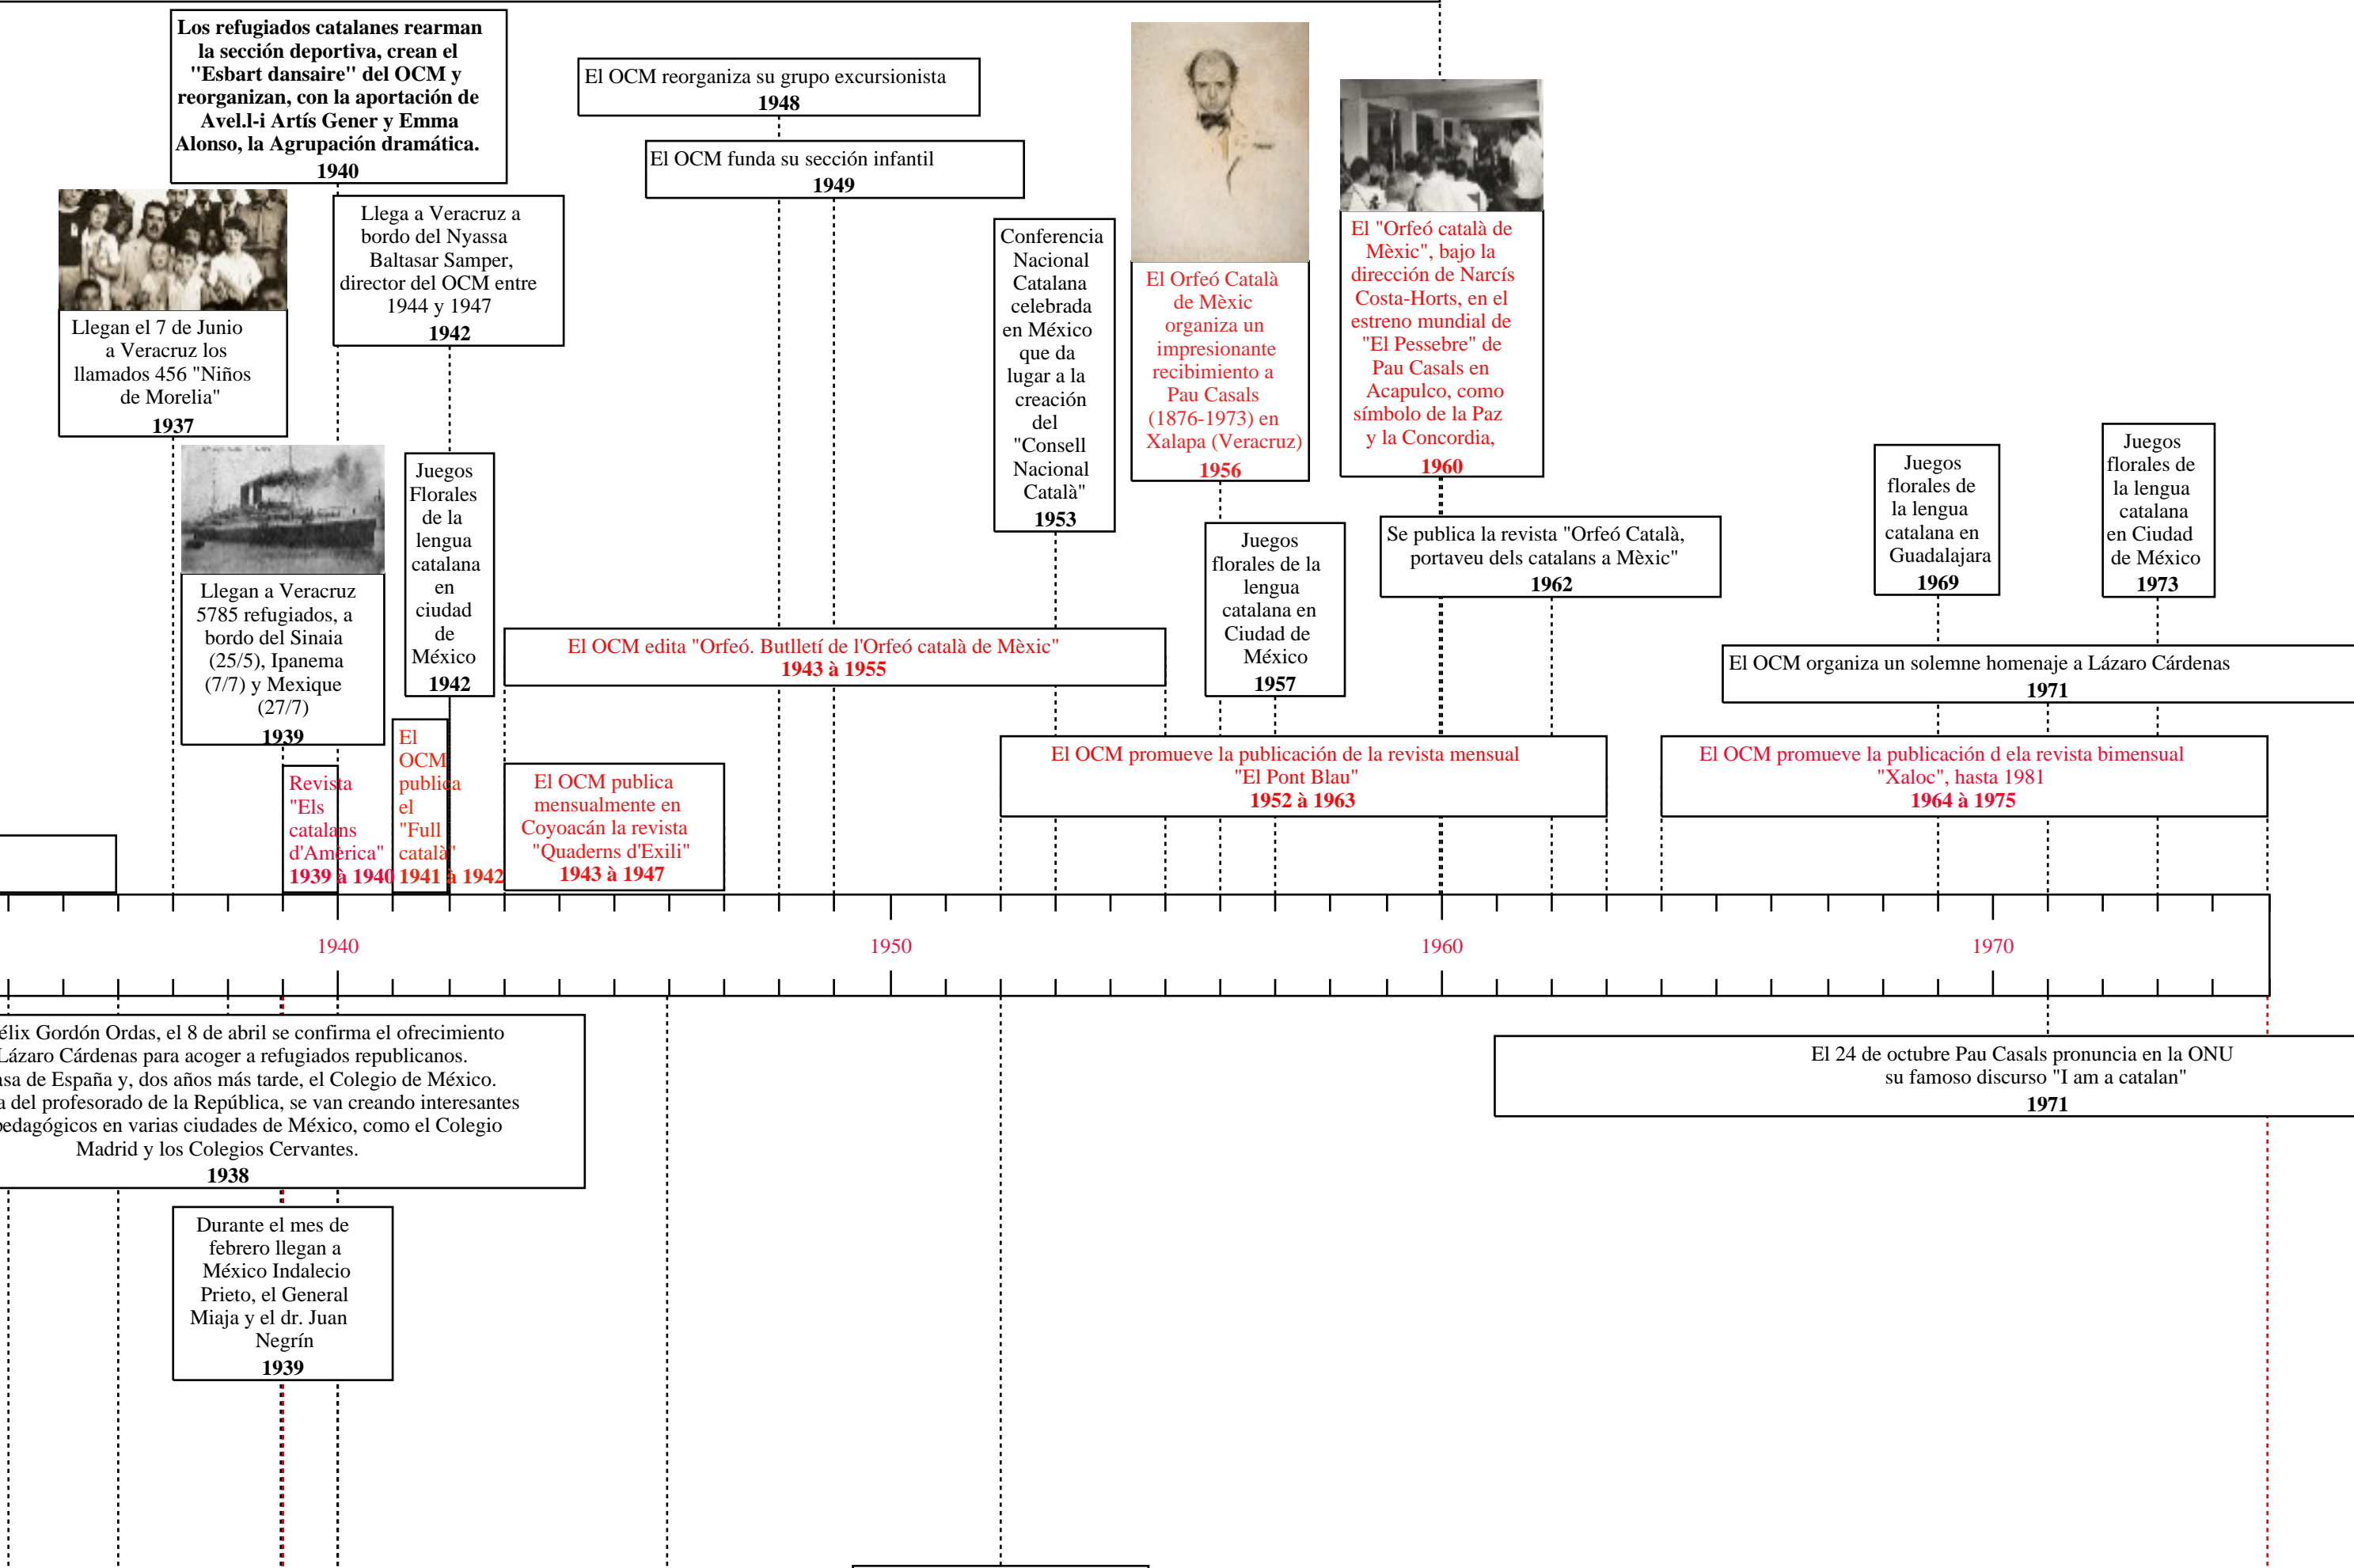 Los refugiados catalanes rearman
la sección deportiva, crean el
"Esbart dansaire" del OCM y
reorganizan, con la aportación de
Avel.l-i Artís Gener y Emma
Alonso, la Agrupación dramática.
1940
El OCM reorganiza su grupo excursionista
1948
El OCM funda su sección infantil
1949
Llega a Veracruz a
bordo del Nyassa
Baltasar Samper,
director del OCM entre
1944 y 1947
1942
Llegan el 7 de Junio
a Veracruz los
llamados 456 "Niños
de Morelia"
1937
Conferencia
Nacional
Catalana
celebrada
en México
que da
lugar a la
creación
del
"Consell
Nacional
Català"
1953
El Orfeó Català
de Mèxic
organiza un
impresionante
recibimiento a
Pau Casals
(1876-1973) en
Xalapa (Veracruz)
1956
El "Orfeó català de
Mèxic", bajo la
dirección de Narcís
Costa-Horts, en el
estreno mundial de
"El Pessebre" de
Pau Casals en
Acapulco, como
símbolo de la Paz
y la Concordia,
1960
Juegos
Florales
de la
lengua
catalana
en
ciudad
de
México
1942
Juegos
florales de
la lengua
catalana en
Guadalajara
1969
Juegos
florales de
la lengua
catalana
en Ciudad
de México
1973
Llegan a Veracruz
5785 refugiados, a
bordo del Sinaia
(25/5), Ipanema
(7/7) y Mexique
(27/7)
1939
Juegos
florales de la
lengua
catalana en
Ciudad de
México
1957
Se publica la revista "Orfeó Català,
portaveu dels catalans a Mèxic"
1962
El OCM edita "Orfeó. Butlletí de l'Orfeó català de Mèxic"
1943 à 1955
El OCM organiza un solemne homenaje a Lázaro Cárdenas
1971
Revista
"Els
catalans
d'Amèrica"
1939 à 1940
El
OCM
publica
el
"Full
català"
1941 à 1942
El OCM publica
mensualmente en
Coyoacán la revista
"Quaderns d'Exili"
1943 à 1947
El OCM promueve la publicación de la revista mensual
"El Pont Blau"
1952 à 1963
El OCM promueve la publicación d ela revista bimensual
"Xaloc", hasta 1981
1964 à 1975
1940 1950 1960 1970
élix Gordón Ordas, el 8 de abril se confirma el ofrecimiento
Lázaro Cárdenas para acoger a refugiados republicanos.
asa de España y, dos años más tarde, el Colegio de México.
a del profesorado de la República, se van creando interesantes
pedagógicos en varias ciudades de México, como el Colegio
Madrid y los Colegios Cervantes.
1938
El 24 de octubre Pau Casals pronuncia en la ONU
su famoso discurso "I am a catalan"
1971
Durante el mes de
febrero llegan a
México Indalecio
Prieto, el General
Miaja y el dr. Juan
Negrín
1939